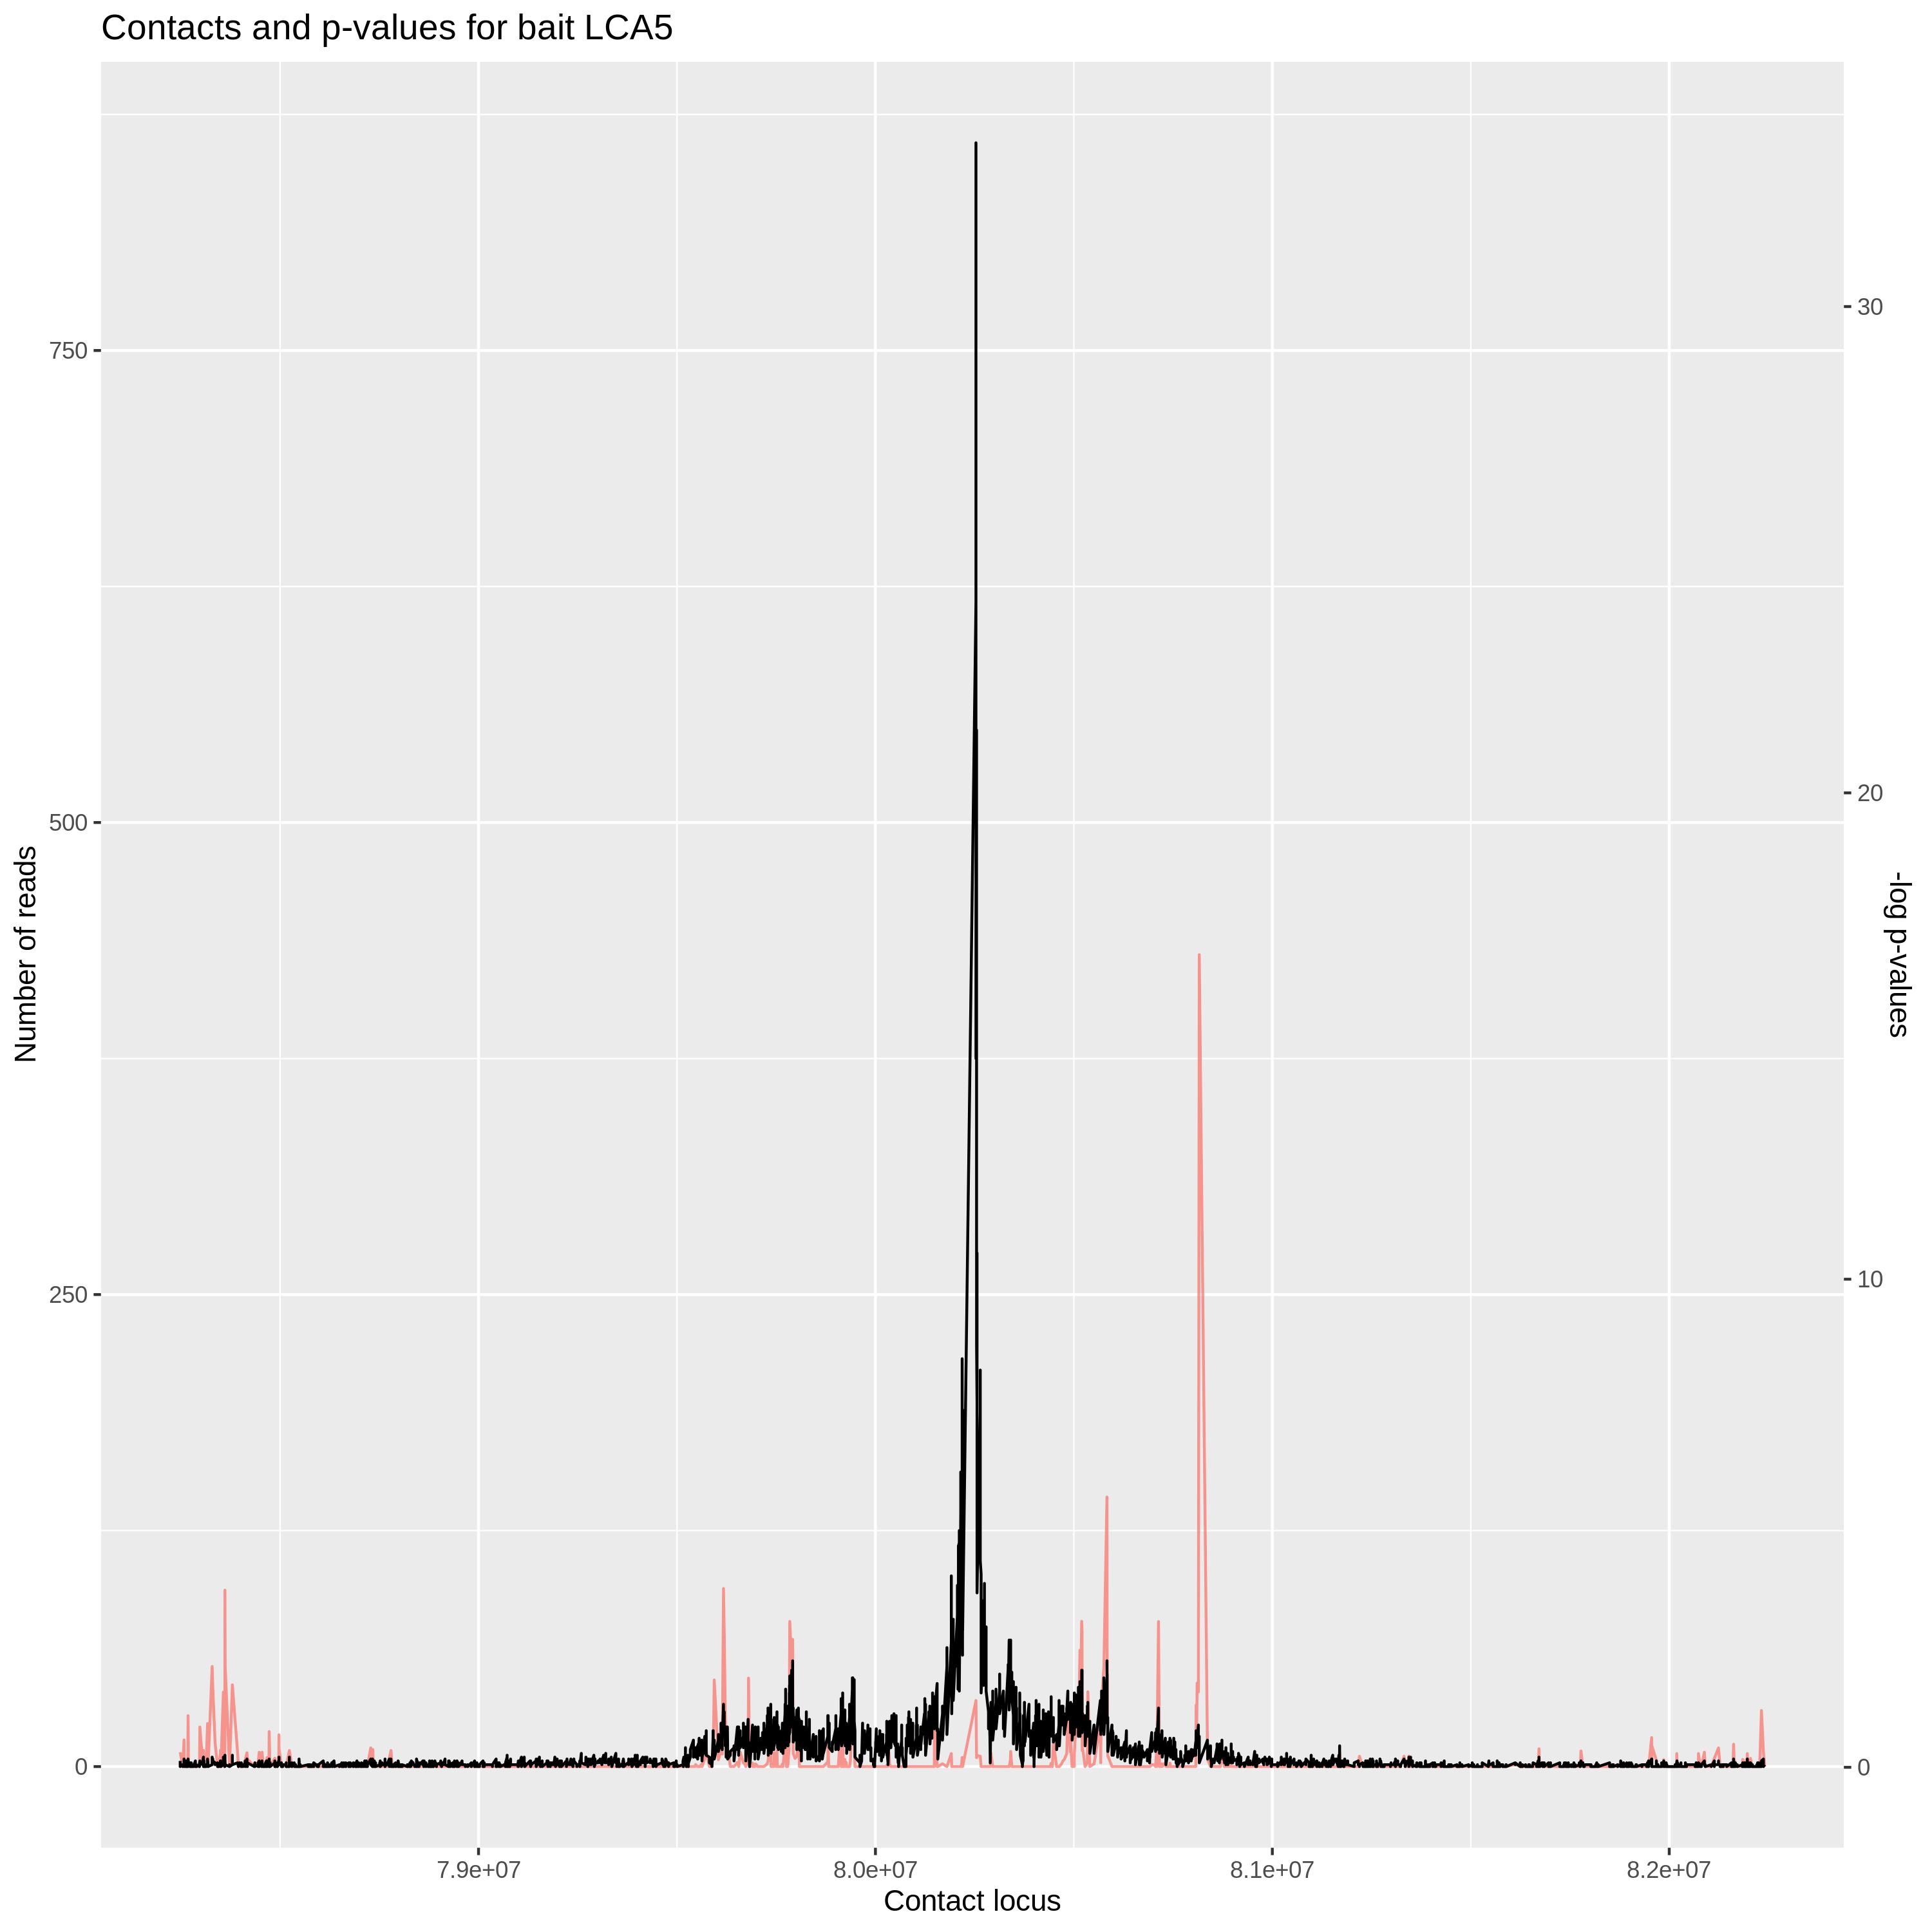 Contacts and p-values for bait LCA5
Number of reads
750
500
250
0
30
20
10
0
-log p-values
7.9e+07
8.0e+07
8.1e+07
8.2e+07
Contact locus